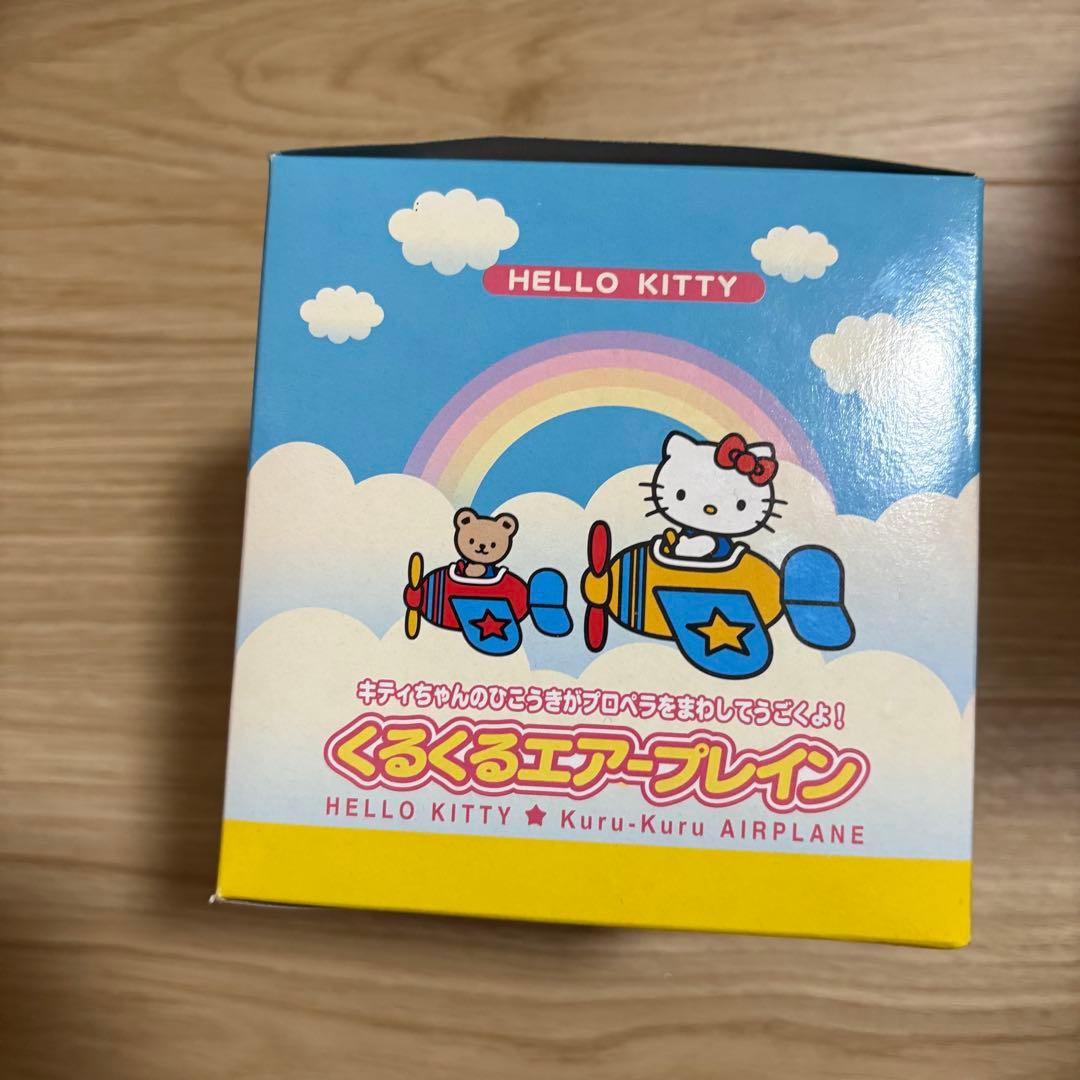 HELLO KITTY
キティちゃんのひこうきがプロペラをまわしてうごくよ!
くるくるエアープレイン
HELLO KITTY ★ Kuru-Kuru AIRPLANE